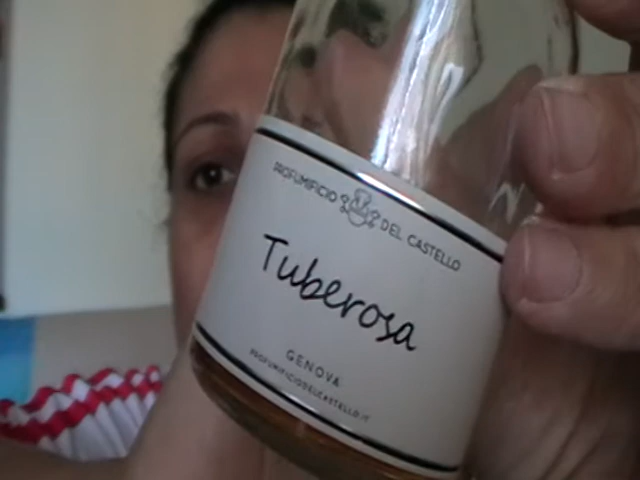 PROFUMIFICIO DEL CASTELLO
Tuberosa
GENOVA
PROFUMIFICIODELCASTELLO.IT